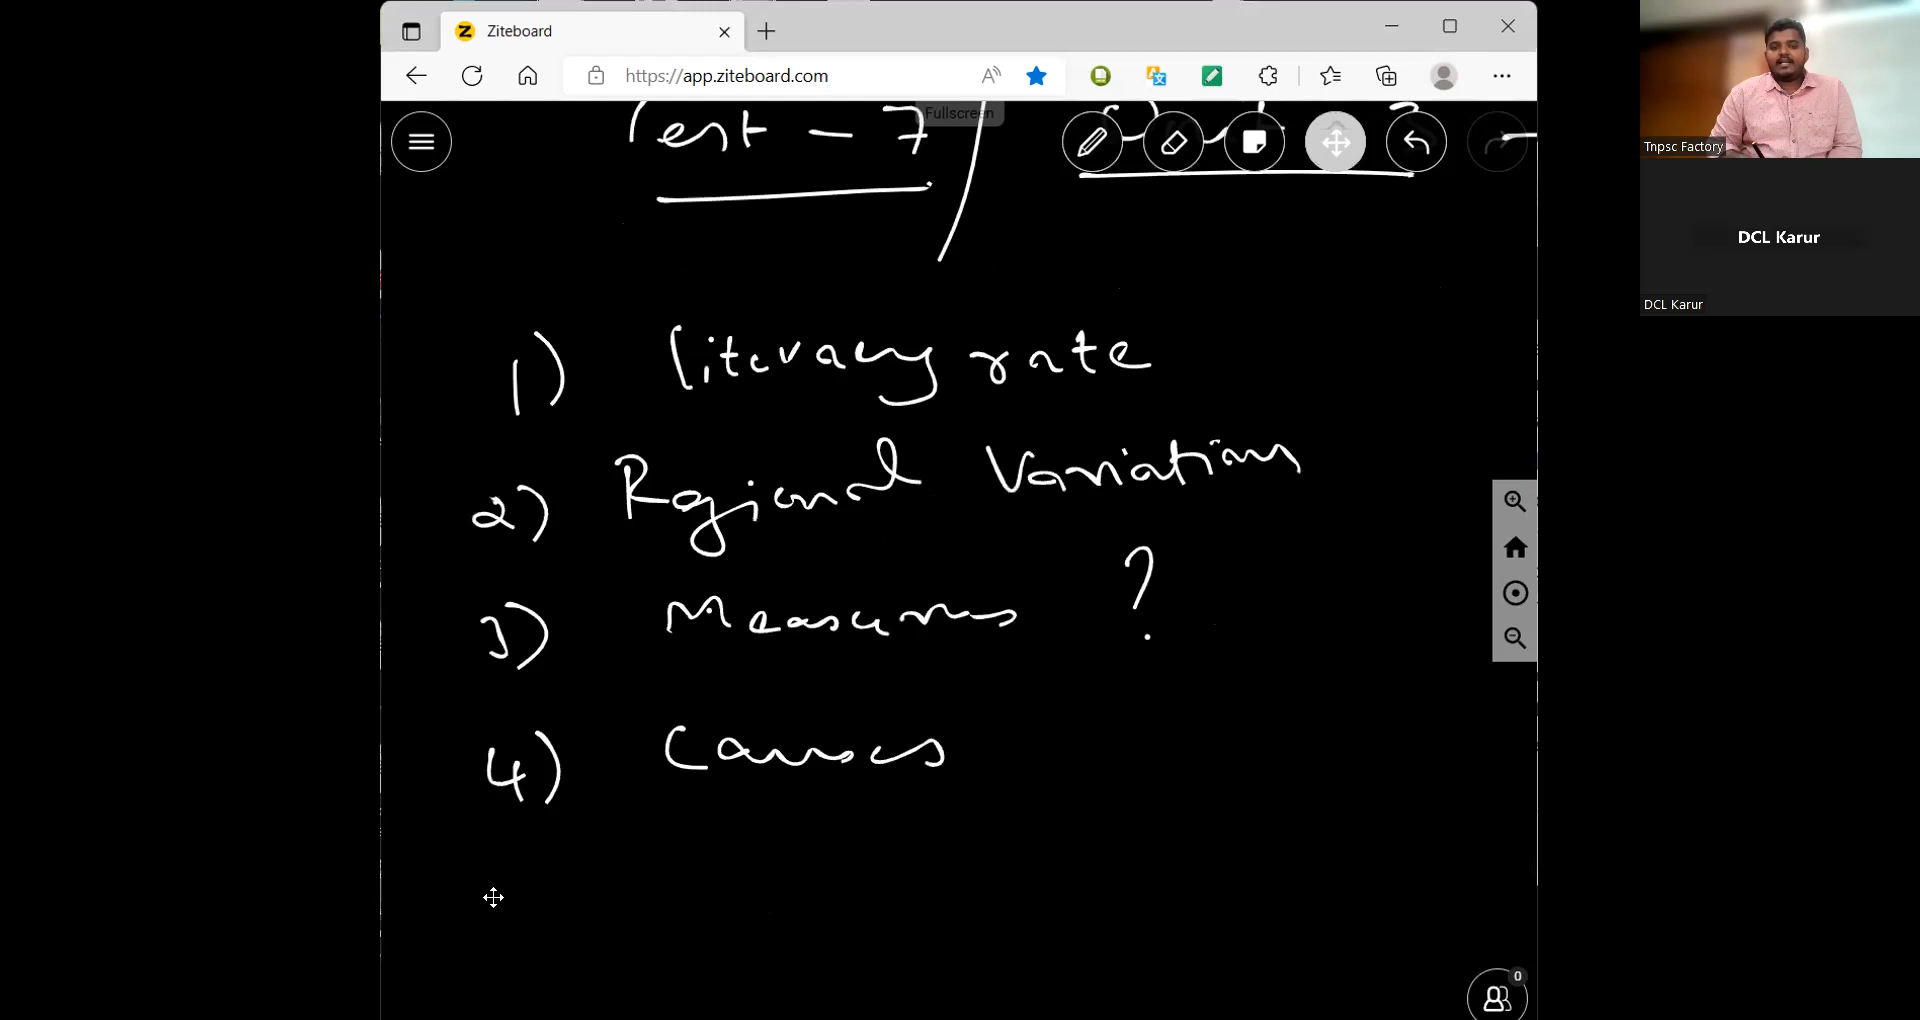 Ziteboard
https://app.ziteboard.com
Fullscreen
Test - 7
1) literacy rate
2) Regional Variations
3) Measures ?
4) Causes
0
Tnpsc Factory
DCL Karur
DCL Karur